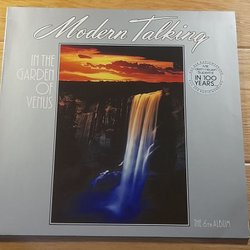 Modern Talking
IN THE
GARDEN
OF
VENUS
IN 100
YEARS
THE 6th ALBUM